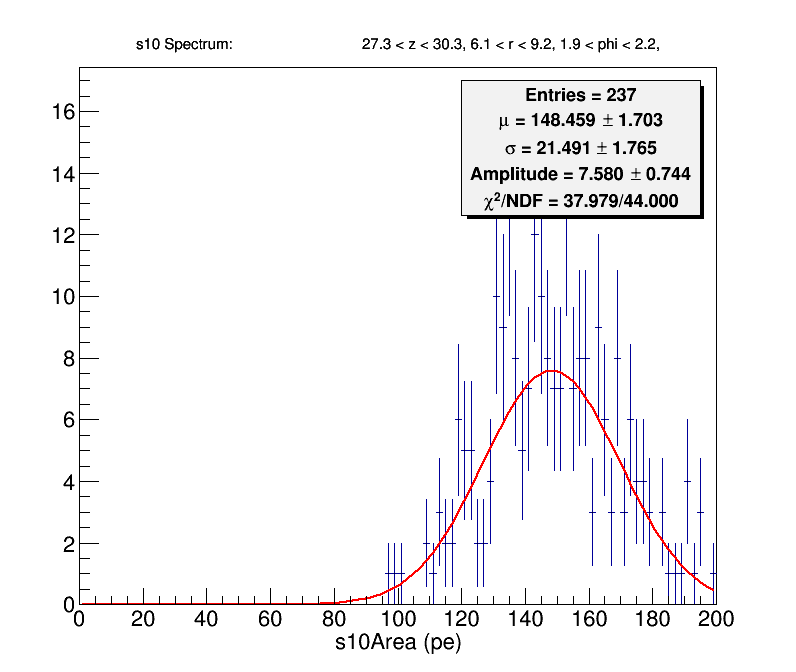 s10 Spectrum: 27.3 < z < 30.3, 6.1 < r < 9.2, 1.9 < phi < 2.2,
Entries = 237
μ = 148.459 ± 1.703
σ = 21.491 ± 1.765
Amplitude = 7.580 ± 0.744
χ²/NDF = 37.979/44.000
16
14
12
10
8
6
4
2
0
0 20 40 60 80 100 120 140 160 180 200
s10Area (pe)